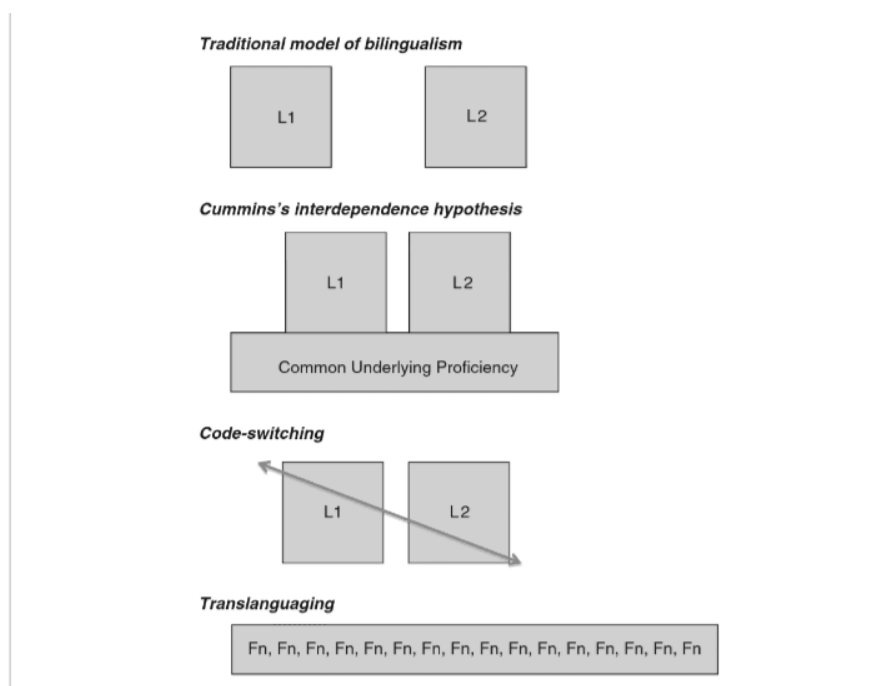 Traditional model of bilingualism
L1
L2
Cummins's interdependence hypothesis
L1
L2
Common Underlying Proficiency
Code-switching
L1
L2
Translanguaging
Fn, Fn, Fn, Fn, Fn, Fn, Fn, Fn, Fn, Fn, Fn, Fn, Fn, Fn, Fn, Fn